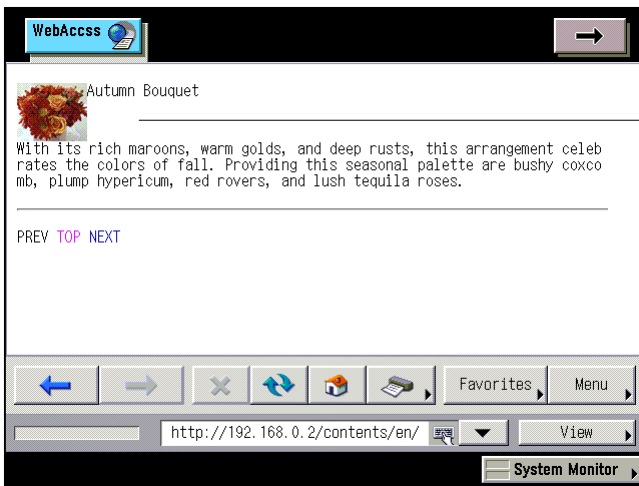 WebAccss
Autumn Bouquet
With its rich maroons, warm golds, and deep rusts, this arrangement celeb
rates the colors of fall. Providing this seasonal palette are bushy coxco
mb, plump hypericum, red rovers, and lush tequila roses.
PREV TOP NEXT
Favorites Menu
http://192.168.0.2/contents/en/ View
System Monitor